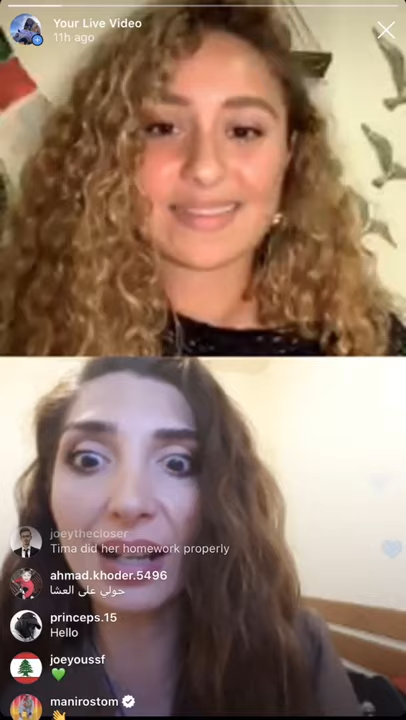 Your Live Video
11h ago
joeythecloser
Tima did her homework properly
ahmad.khoder.5496
حولي على العشا
princeps.15
Hello
joeyoussf
💚
manirostom
👋